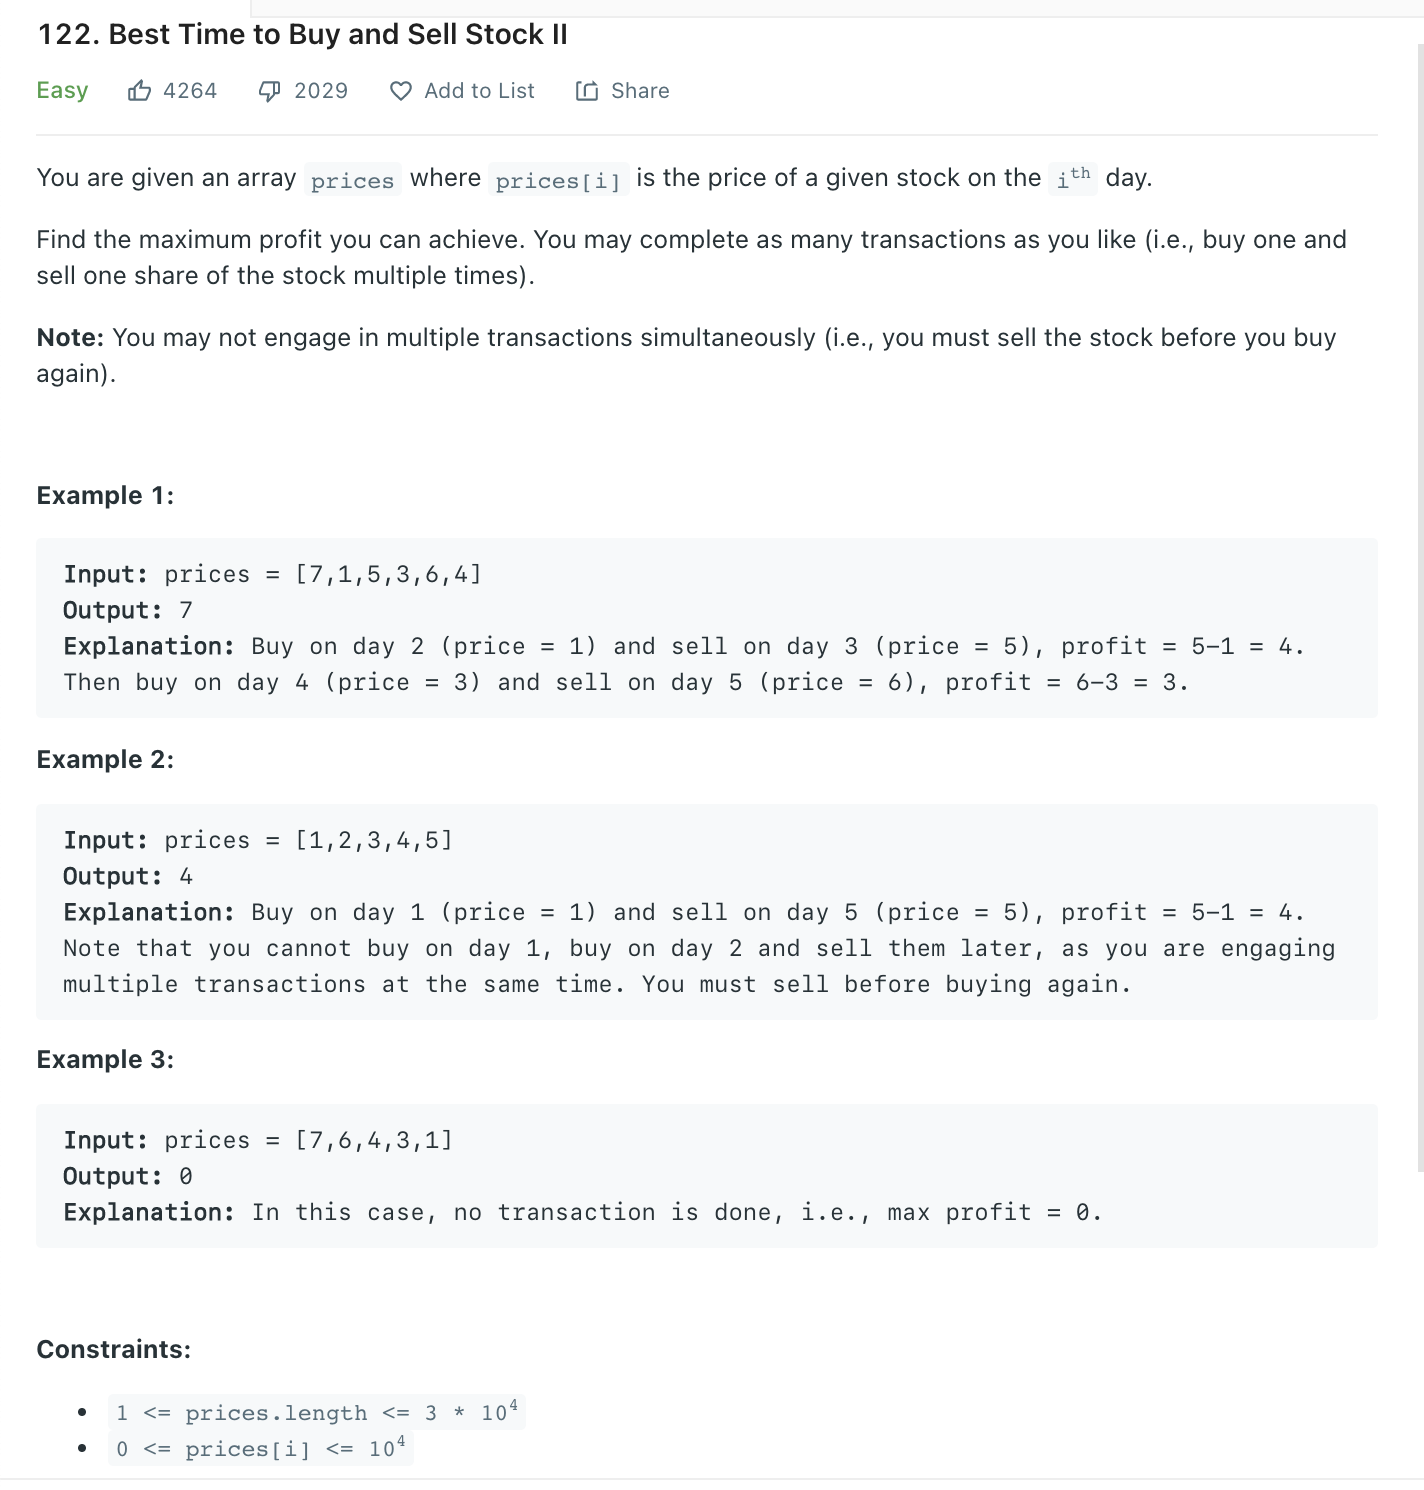 122. Best Time to Buy and Sell Stock II
Easy 4264 2029 Add to List Share
You are given an array prices where prices[i] is the price of a given stock on the iᵗʰ day.
Find the maximum profit you can achieve. You may complete as many transactions as you like (i.e., buy one and
sell one share of the stock multiple times).
Note: You may not engage in multiple transactions simultaneously (i.e., you must sell the stock before you buy
again).
Example 1:
Input: prices = [7,1,5,3,6,4]
Output: 7
Explanation: Buy on day 2 (price = 1) and sell on day 3 (price = 5), profit = 5-1 = 4.
Then buy on day 4 (price = 3) and sell on day 5 (price = 6), profit = 6-3 = 3.
Example 2:
Input: prices = [1,2,3,4,5]
Output: 4
Explanation: Buy on day 1 (price = 1) and sell on day 5 (price = 5), profit = 5-1 = 4.
Note that you cannot buy on day 1, buy on day 2 and sell them later, as you are engaging
multiple transactions at the same time. You must sell before buying again.
Example 3:
Input: prices = [7,6,4,3,1]
Output: 0
Explanation: In this case, no transaction is done, i.e., max profit = 0.
Constraints:
• 1 <= prices.length <= 3 * 10⁴
• 0 <= prices[i] <= 10⁴